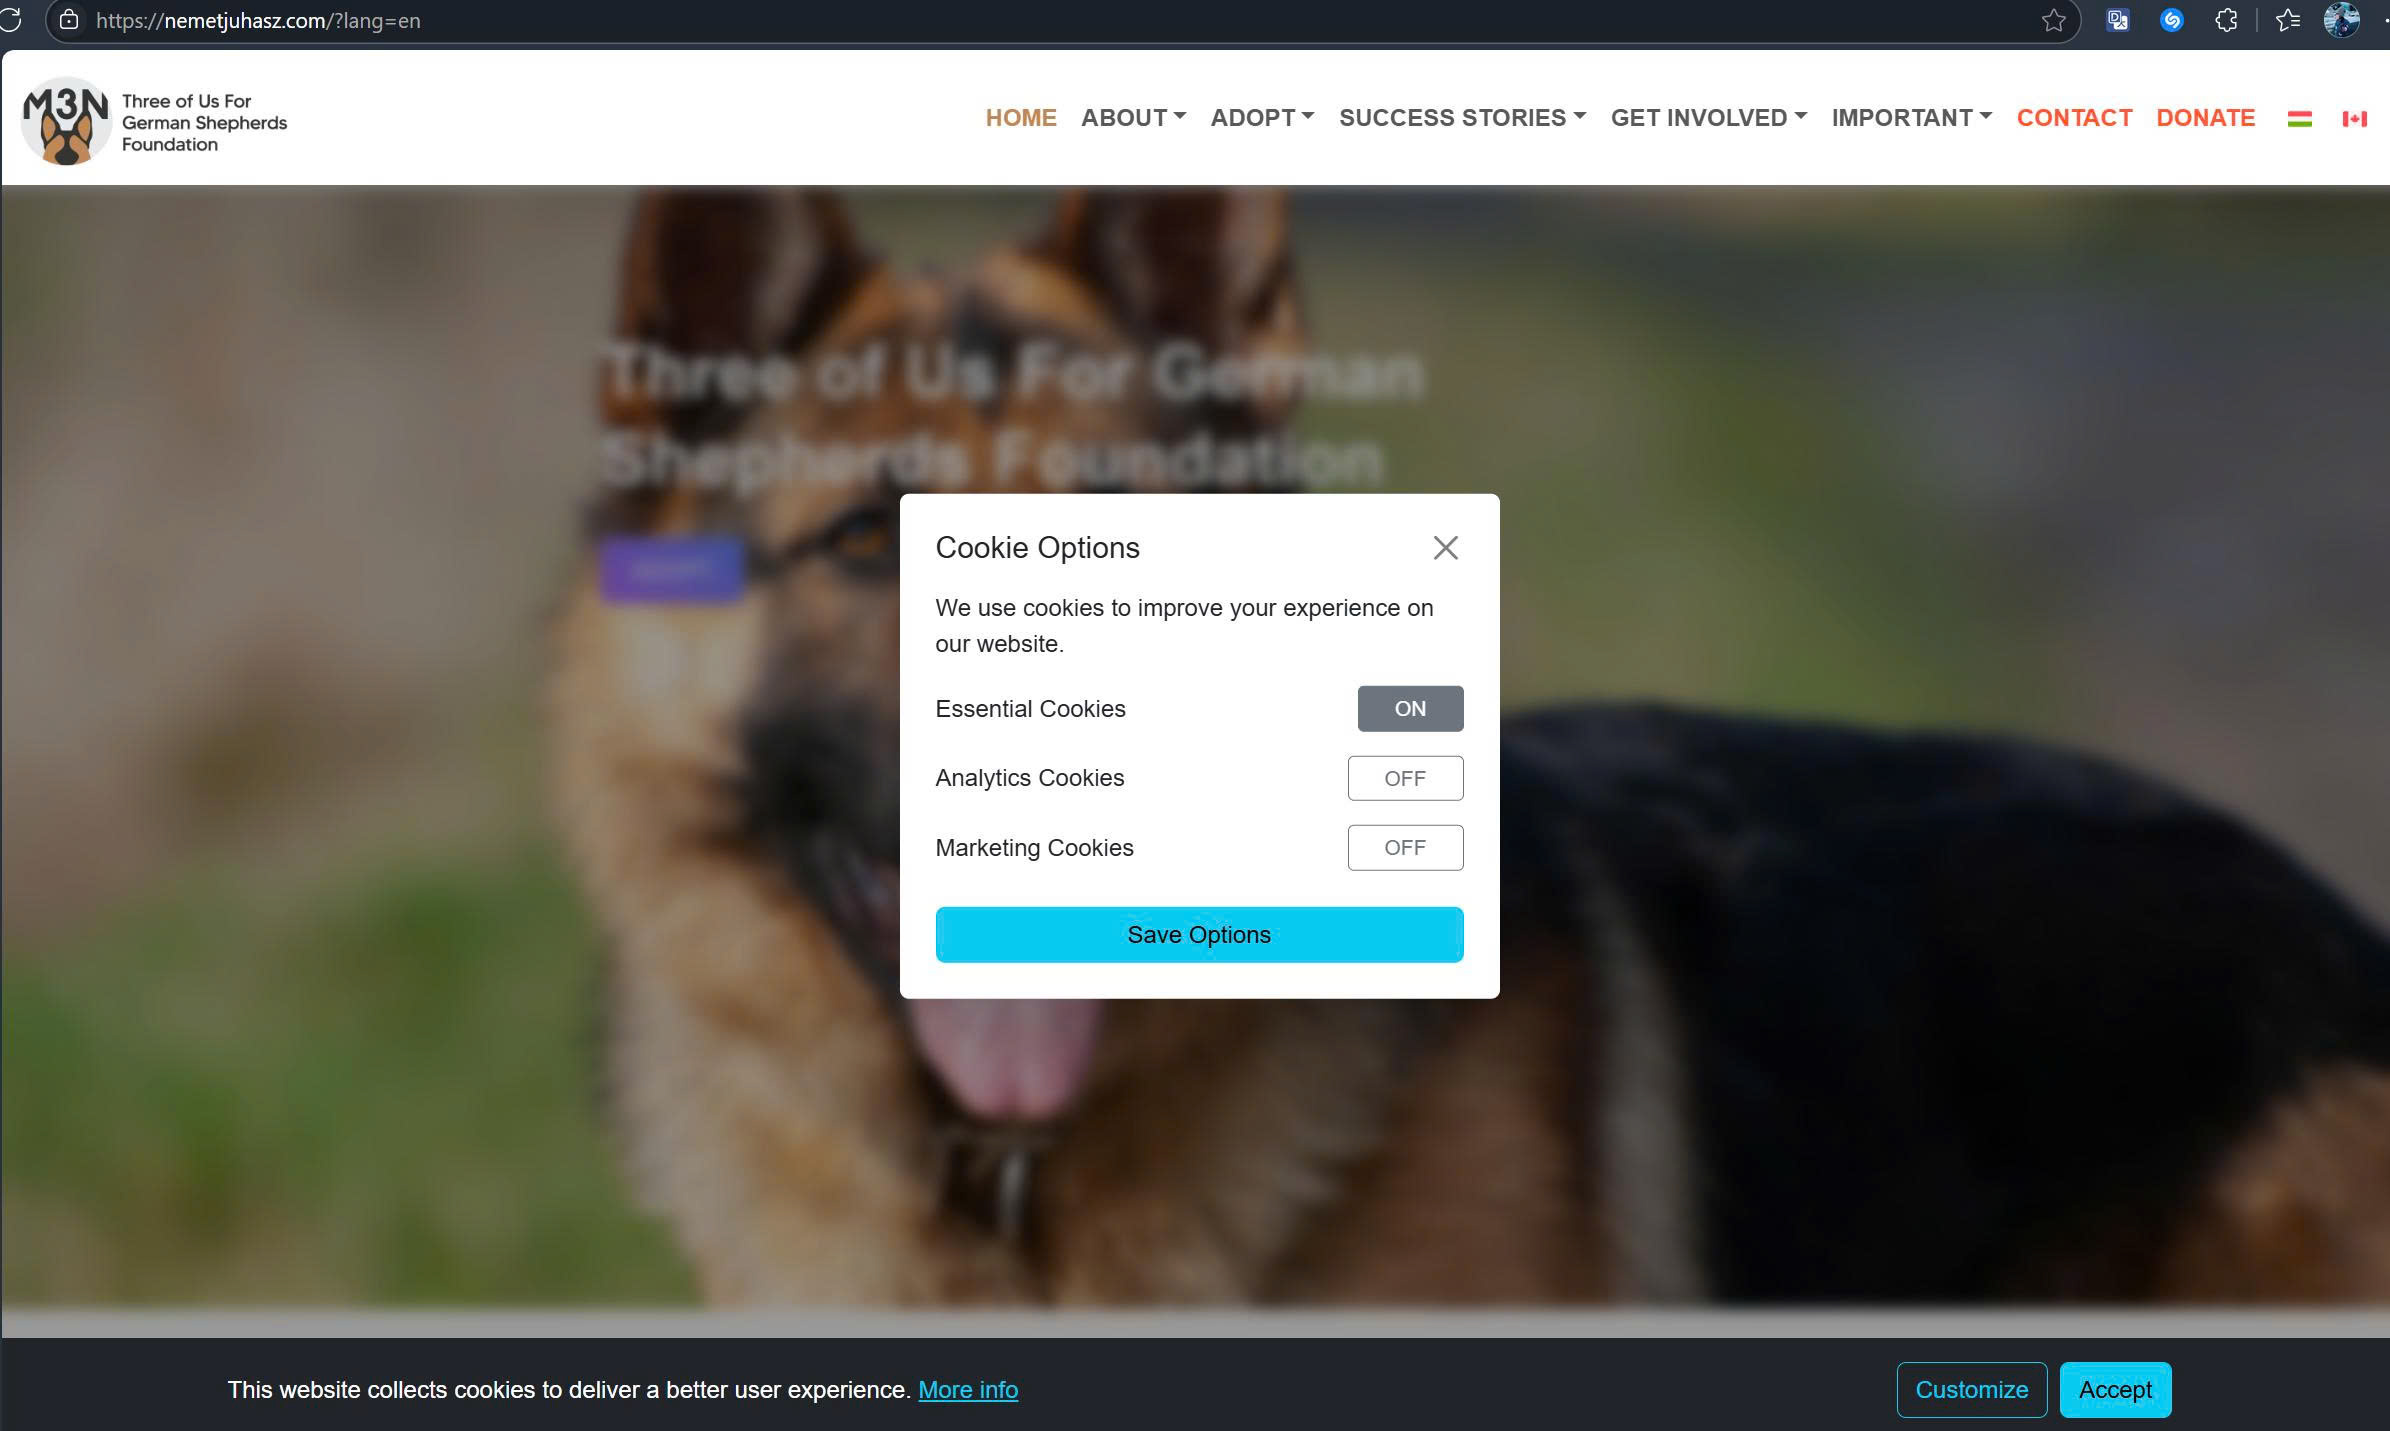 https://nemetjuhasz.com/?lang=en
M3N
Three of Us For
German Shepherds
Foundation
HOME ABOUT ADOPT SUCCESS STORIES GET INVOLVED IMPORTANT CONTACT DONATE
Three of Us For German
Shepherds Foundation
Cookie Options
We use cookies to improve your experience on
our website.
Essential Cookies ON
Analytics Cookies OFF
Marketing Cookies OFF
Save Options
This website collects cookies to deliver a better user experience. More info
Customize Accept